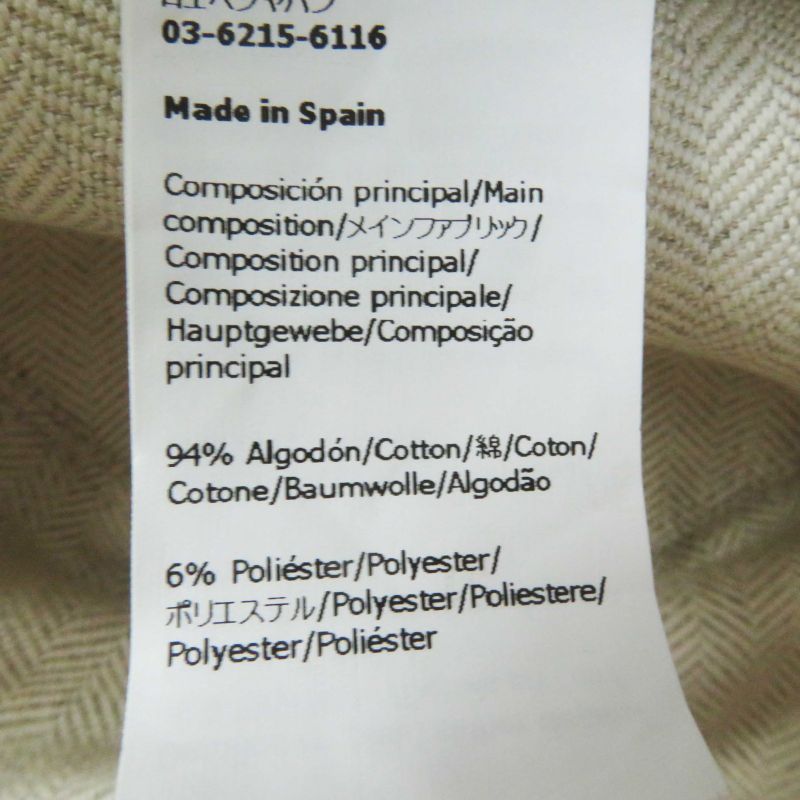 03-6215-6116
Made in Spain
Composición principal/Main
composition/メインファブリック/
Composition principal/
Composizione principale/
Hauptgewebe/Composição
principal
94% Algodón/Cotton/綿/Coton/
Cotone/Baumwolle/Algodão
6% Poliéster/Polyester/
ポリエステル/Polyester/Poliestere/
Polyester/Poliéster